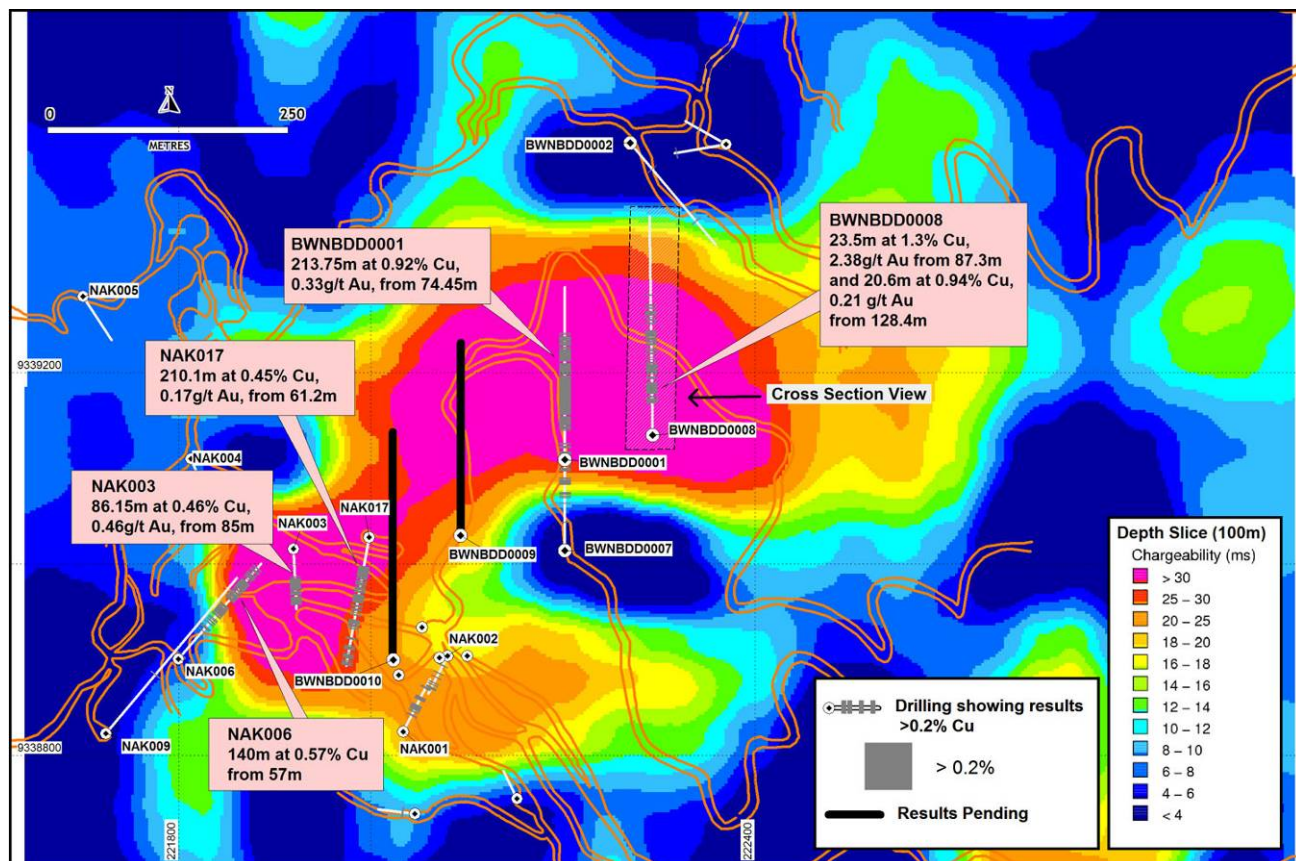 N
0 250
METRES
BWNBDD0002
BWNBDD0001
213.75m at 0.92% Cu,
0.33g/t Au, from 74.45m
BWNBDD0008
23.5m at 1.3% Cu,
2.38g/t Au from 87.3m
and 20.6m at 0.94% Cu,
0.21 g/t Au
from 128.4m
NAK005
NAK017
210.1m at 0.45% Cu,
0.17g/t Au, from 61.2m
9339200
Cross Section View
BWNBDD0008
BWNBDD0001
NAK004
NAK003
86.15m at 0.46% Cu,
0.46g/t Au, from 85m
NAK017
NAK003
BWNBDD0009
BWNBDD0007
NAK002
NAK006
BWNBDD0010
NAK009
NAK001
NAK006
140m at 0.57% Cu
from 57m
9338800
221800
222400
Drilling showing results
>0.2% Cu
> 0.2%
Results Pending
Depth Slice (100m)
Chargeability (ms)
> 30
25 – 30
20 – 25
18 – 20
16 – 18
14 – 16
12 – 14
10 – 12
8 – 10
6 – 8
4 – 6
< 4